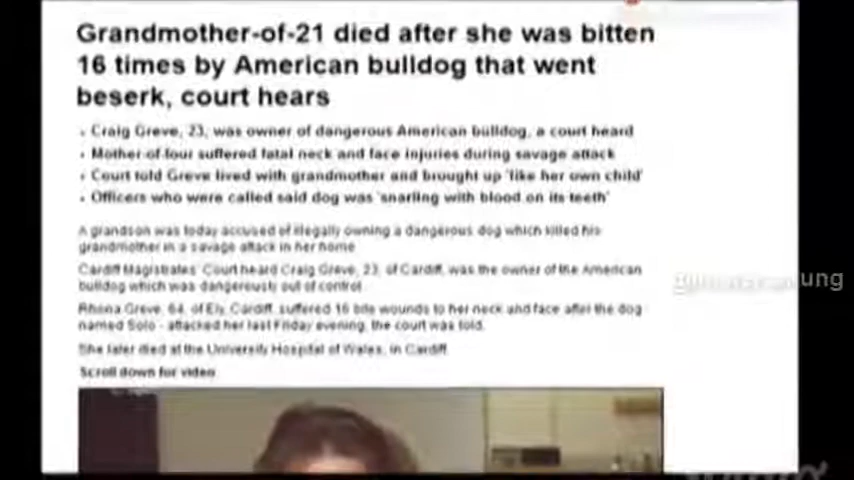 Grandmother-of-21 died after she was bitten
16 times by American bulldog that went
beserk, court hears
Craig Greve, 23, was owner of dangerous American bulldog, a court heard
Mother-of-four suffered fatal neck and face injuries during savage attack
Court told Greve lived with grandmother and brought up 'like her own child'
Officers who were called said dog was 'snarling with blood on its teeth'
A grandson was today accused of illegally owning a dangerous dog which killed his
grandmother in a savage attack in her home
Cardiff Magistrates' Court heard Craig Greve, 23, of Cardiff, was the owner of the American
bulldog which was dangerously out of control.
Rhona Greve, 64, of Ely, Cardiff, suffered 16 bite wounds to her neck and face after the dog
named Solo - attacked her last Friday evening, the court was told.
She later died at the University Hospital of Wales, in Cardiff.
Scroll down for video